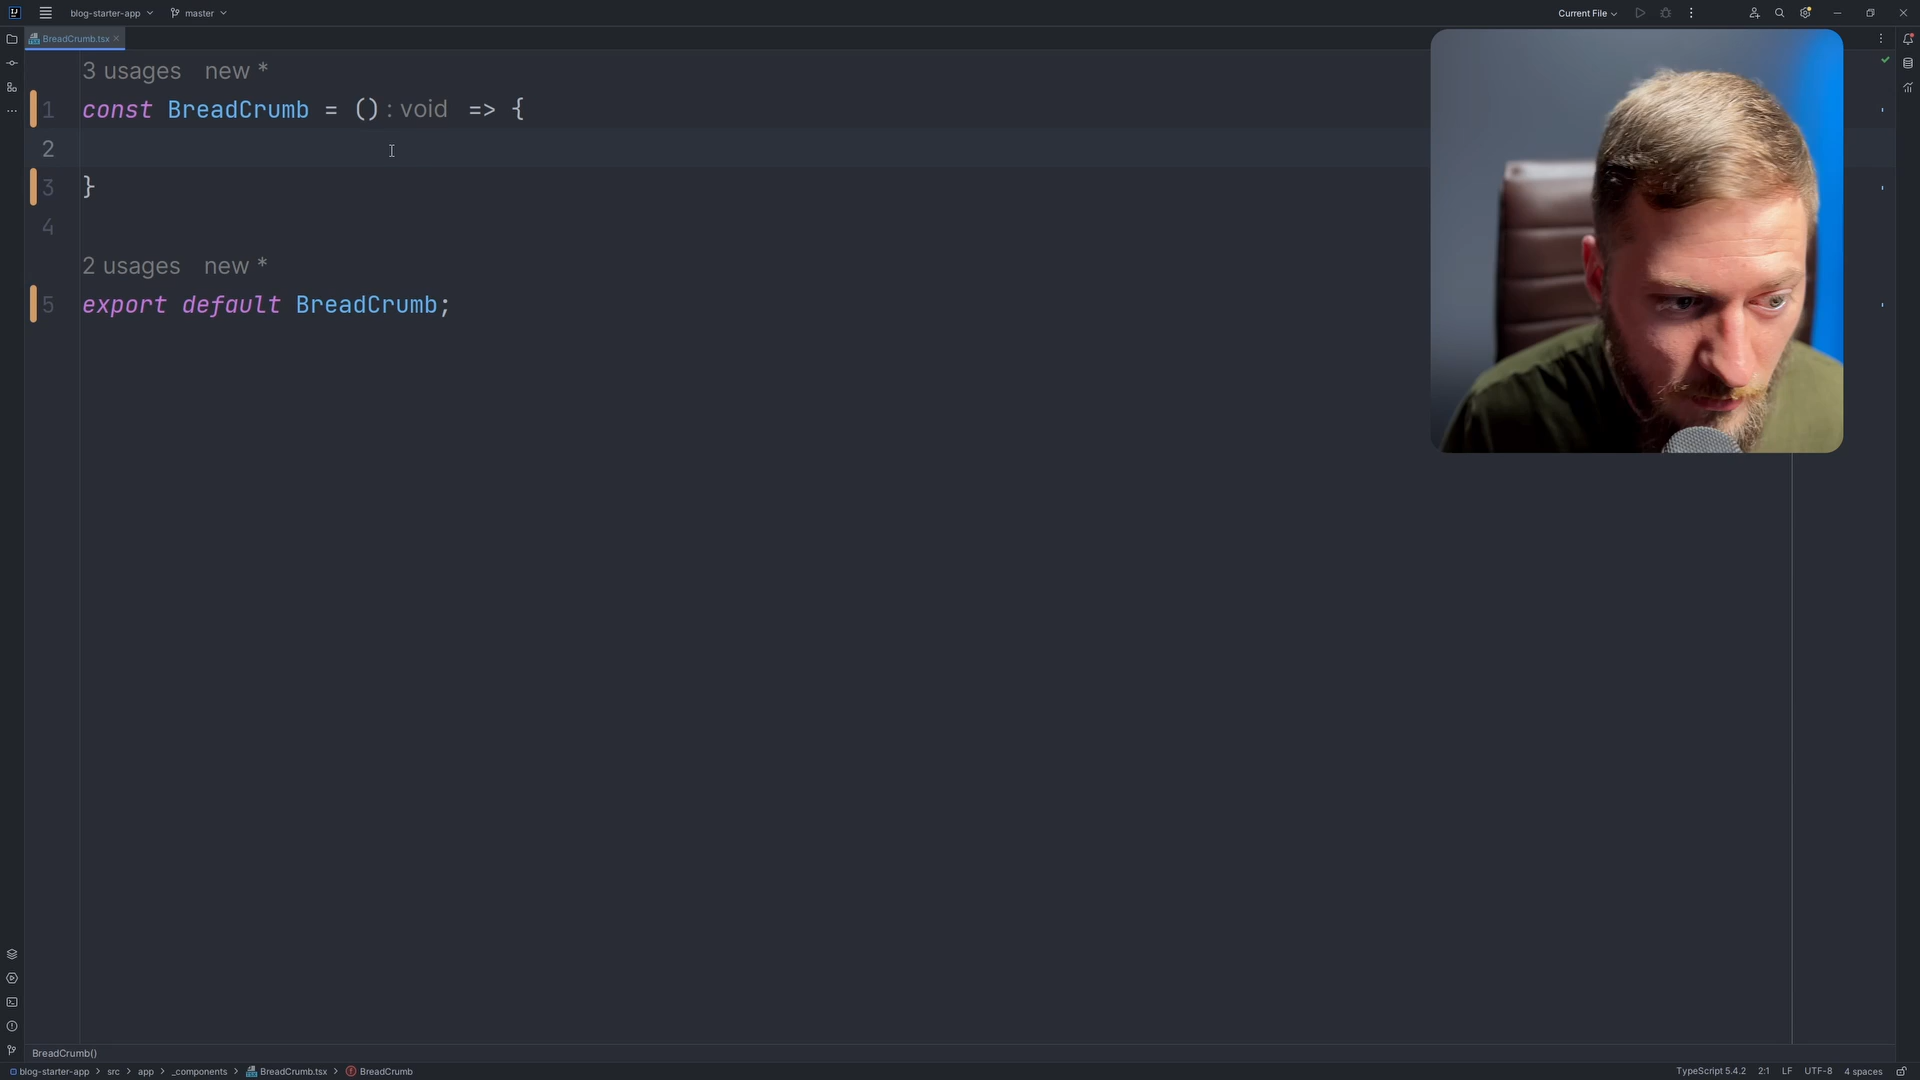 blog-starter-app master Current File
BreadCrumb.tsx
3 usages new *
1 const BreadCrumb = () : void => {
2
3 }
4
2 usages new *
5 export default BreadCrumb;
BreadCrumb()
blog-starter-app > src > app > _components > BreadCrumb.tsx > BreadCrumb TypeScript 5.4.2 2:1 LF UTF-8 4 spaces